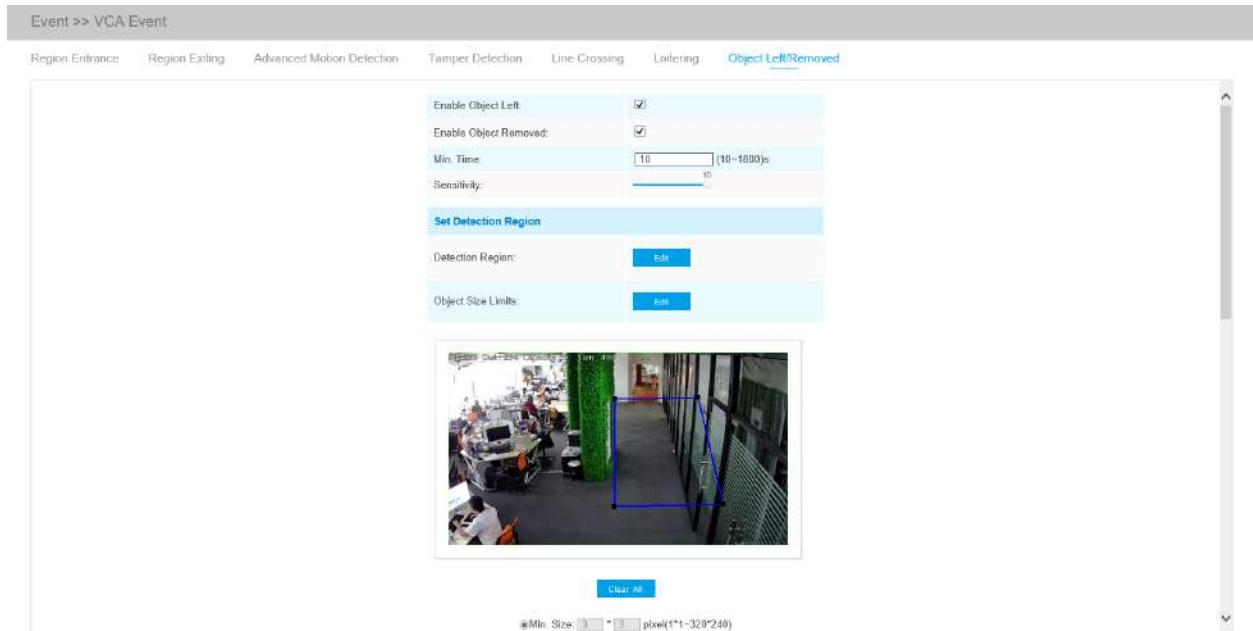 Event >> VCA Event
Region Entrance Region Exiting Advanced Motion Detection Tamper Detection Line Crossing Loitering Object Left/Removed
Enable Object Left:
Enable Object Removed:
Min. Time: 10 (10~1800)s
10
Sensitivity:
Set Detection Region
Detection Region: Edit
Object Size Limits: Edit
Clear All
Min. Size: 3 * 3 pixel(1*1~320*240)